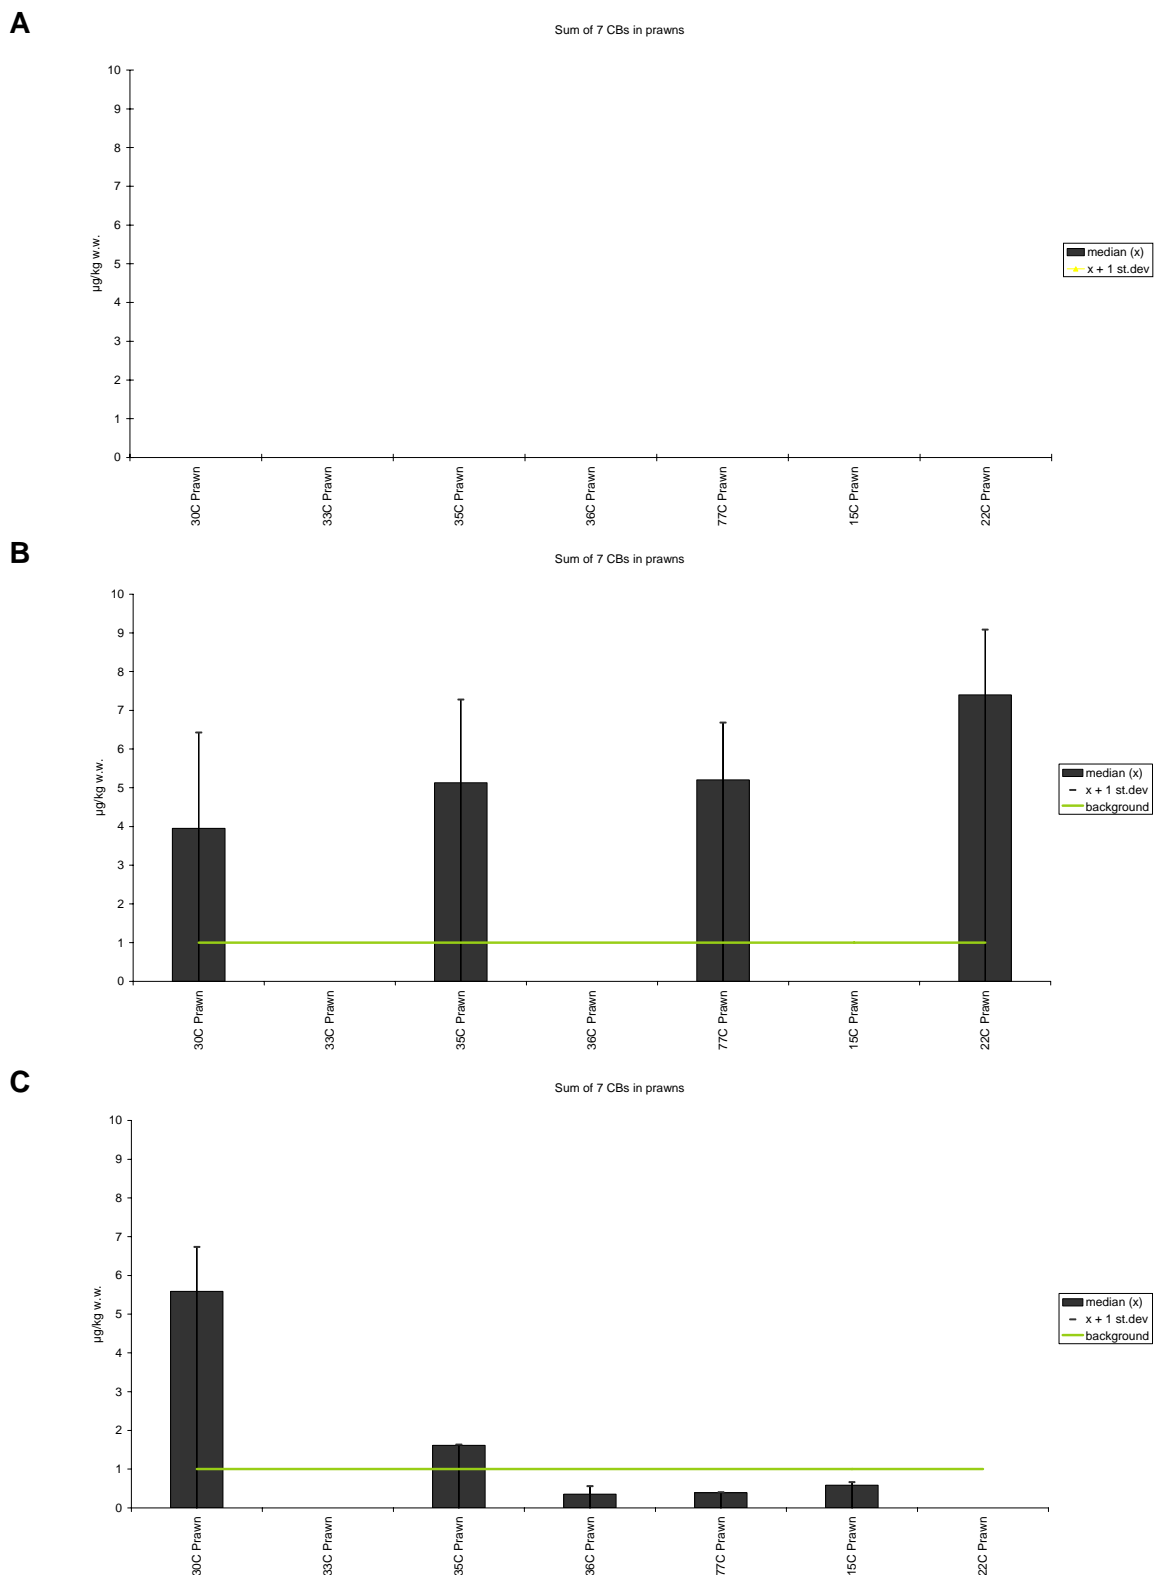 A
Sum of 7 CBs in prawns
10
9
8
7
6
5
4
3
2
1
0
µg/kg w.w.
30C Prawn
33C Prawn
35C Prawn
36C Prawn
77C Prawn
15C Prawn
22C Prawn
median (x)
x + 1 st.dev
B
Sum of 7 CBs in prawns
10
9
8
7
6
5
4
3
2
1
0
µg/kg w.w.
30C Prawn
33C Prawn
35C Prawn
36C Prawn
77C Prawn
15C Prawn
22C Prawn
median (x)
x + 1 st.dev
background
C
Sum of 7 CBs in prawns
10
9
8
7
6
5
4
3
2
1
0
µg/kg w.w.
30C Prawn
33C Prawn
35C Prawn
36C Prawn
77C Prawn
15C Prawn
22C Prawn
median (x)
x + 1 st.dev
background